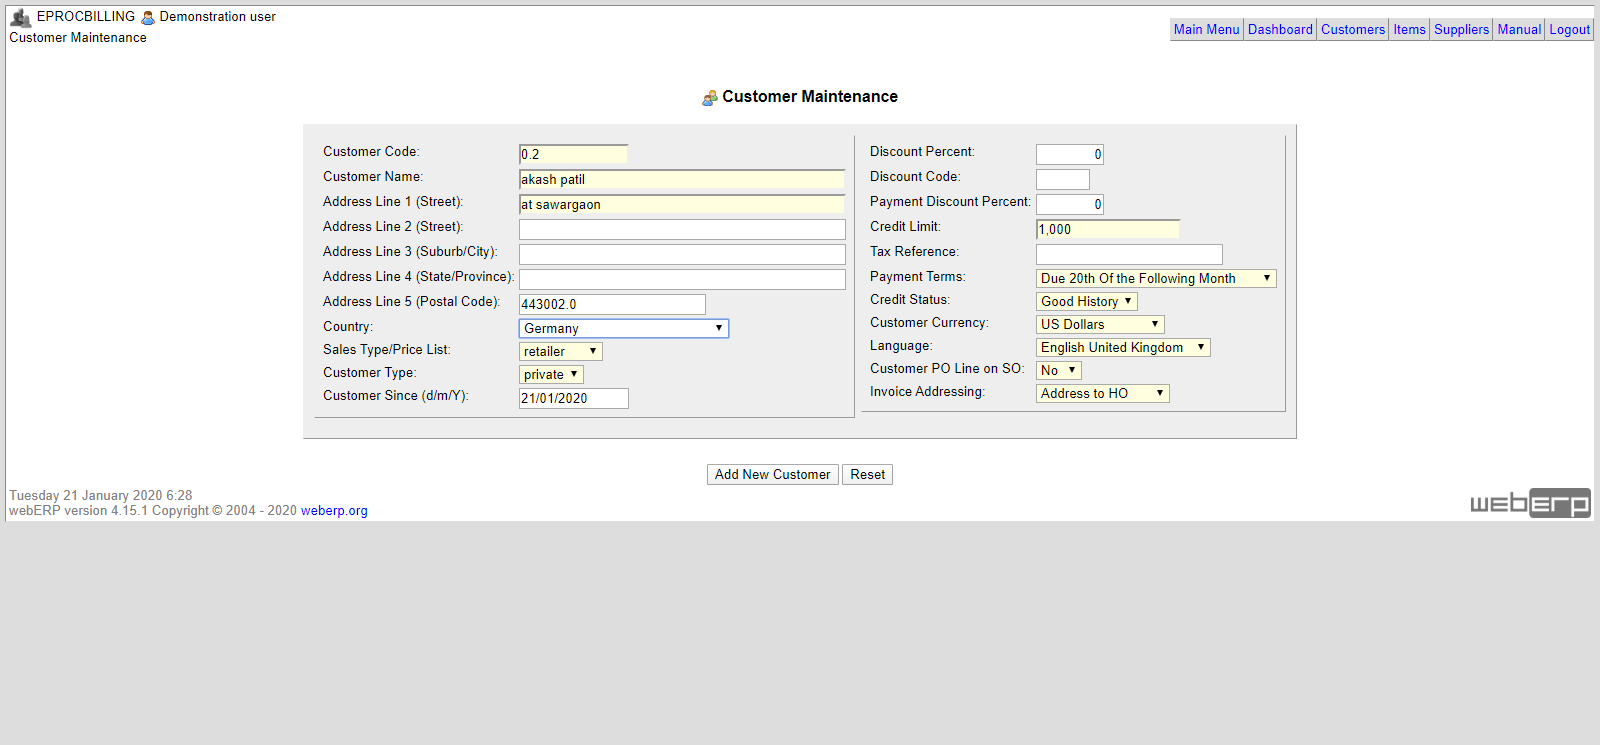 EPROCBILLING Demonstration user
Customer Maintenance
Main Menu Dashboard Customers Items Suppliers Manual Logout
Customer Maintenance
Customer Code: 0.2
Customer Name: akash patil
Address Line 1 (Street): at sawargaon
Address Line 2 (Street):
Address Line 3 (Suburb/City):
Address Line 4 (State/Province):
Address Line 5 (Postal Code): 443002.0
Country: Germany
Sales Type/Price List: retailer
Customer Type: private
Customer Since (d/m/Y): 21/01/2020
Discount Percent: 0
Discount Code:
Payment Discount Percent: 0
Credit Limit: 1,000
Tax Reference:
Payment Terms: Due 20th Of the Following Month
Credit Status: Good History
Customer Currency: US Dollars
Language: English United Kingdom
Customer PO Line on SO: No
Invoice Addressing: Address to HO
Add New Customer Reset
Tuesday 21 January 2020 6:28
webERP version 4.15.1 Copyright © 2004 - 2020 weberp.org
weberp